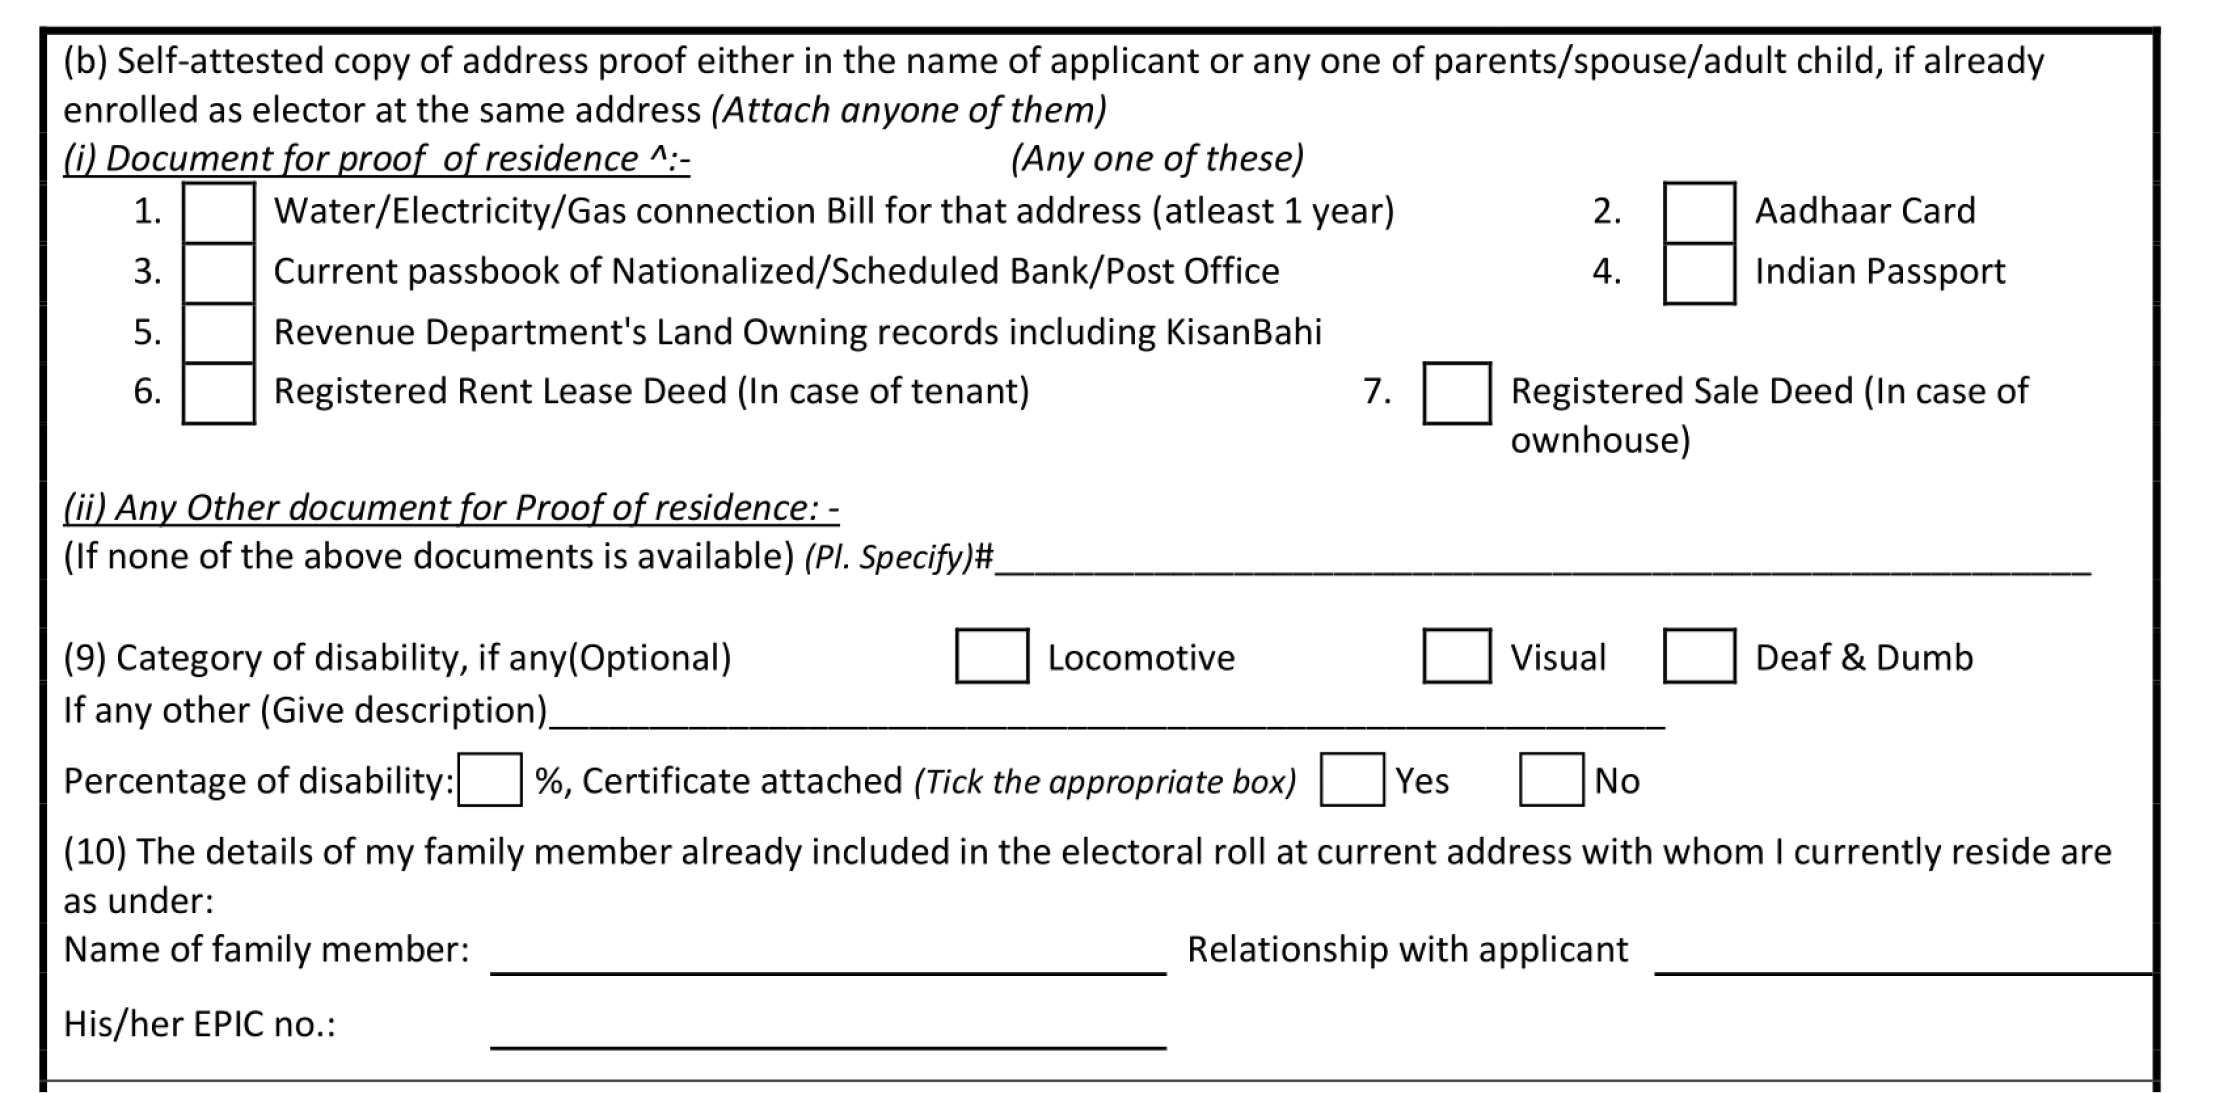 (b) Self-attested copy of address proof either in the name of applicant or any one of parents/spouse/adult child, if already
enrolled as elector at the same address (Attach anyone of them)
(i) Document for proof of residence ^:- (Any one of these)
1. Water/Electricity/Gas connection Bill for that address (atleast 1 year) 2. Aadhaar Card
3. Current passbook of Nationalized/Scheduled Bank/Post Office 4. Indian Passport
5. Revenue Department's Land Owning records including KisanBahi
6. Registered Rent Lease Deed (In case of tenant) 7. Registered Sale Deed (In case of
ownhouse)
(ii) Any Other document for Proof of residence: -
(If none of the above documents is available) (Pl. Specify)#
(9) Category of disability, if any(Optional) Locomotive Visual Deaf & Dumb
If any other (Give description)
Percentage of disability: %, Certificate attached (Tick the appropriate box) Yes No
(10) The details of my family member already included in the electoral roll at current address with whom I currently reside are
as under:
Name of family member: Relationship with applicant
His/her EPIC no.: